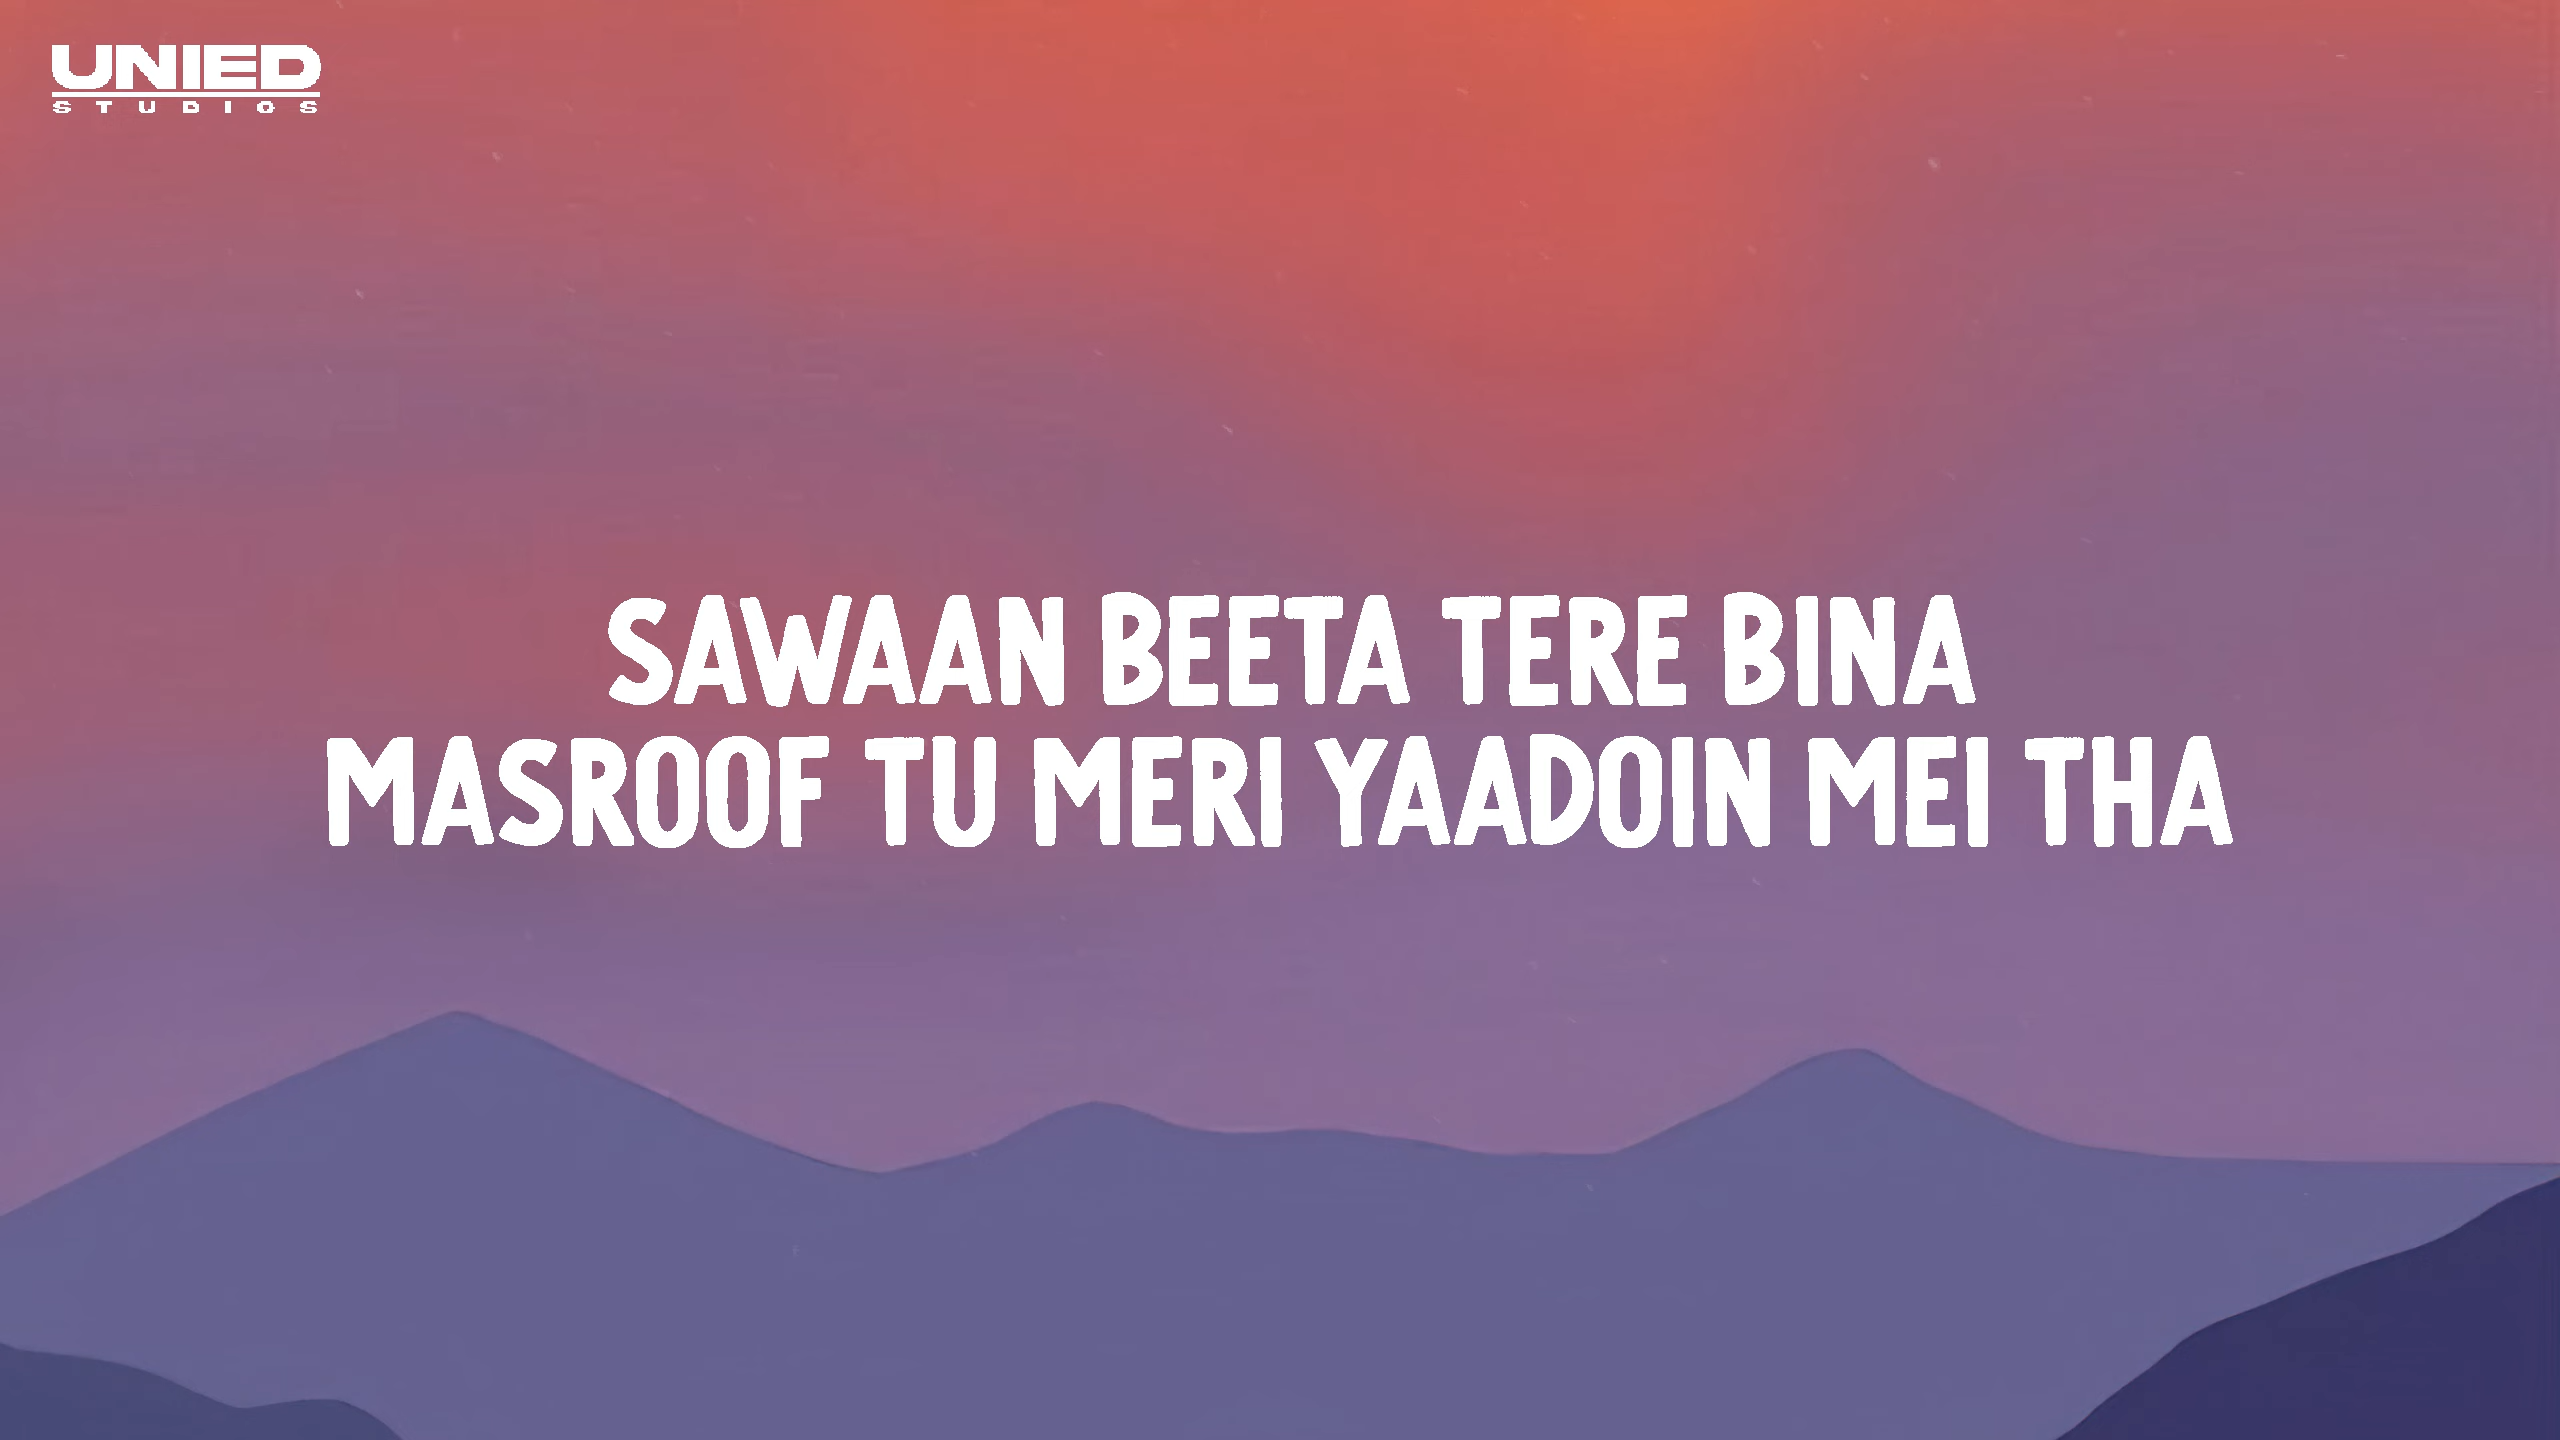 UNIED
STUDIOS
SAWAAN BEETA TERE BINA
MASROOF TU MERI YAADOIN MEI THA